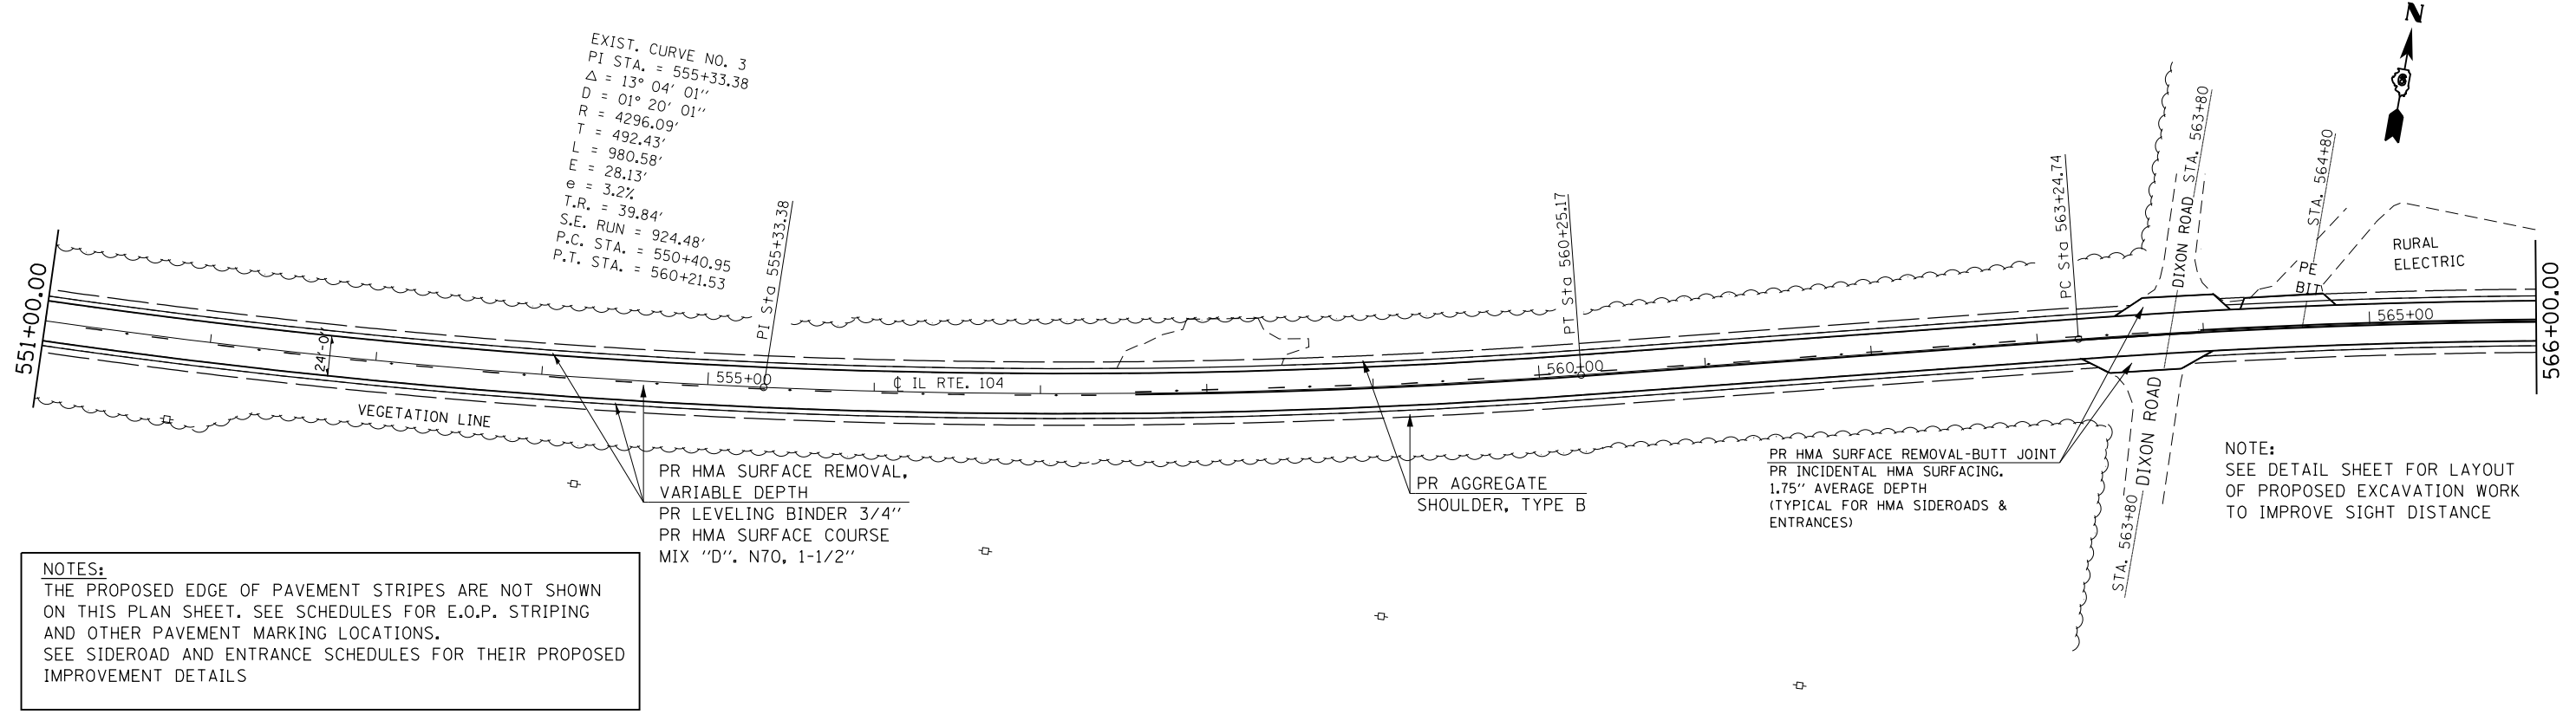 EXIST. CURVE NO. 3
PI STA. = 555+33.38
Δ = 13° 04' 01''
D = 01° 20' 01''
R = 4296.09'
T = 492.43'
L = 980.58'
E = 28.13'
e = 3.2%
T.R. = 39.84'
S.E. RUN = 924.48'
P.C. STA. = 550+40.95
P.T. STA. = 560+21.53
N
551+00.00
24'-0"
VEGETATION LINE
PI Sta 555+33.38
555+00
℄ IL RTE. 104
PT Sta 560+25.17
560+00
PC Sta 563+24.74
DIXON ROAD STA. 563+80
STA. 564+80
PE
BIT
RURAL
ELECTRIC
565+00
566+00.00
STA. 563+80 DIXON ROAD
PR HMA SURFACE REMOVAL,
VARIABLE DEPTH
PR LEVELING BINDER 3/4''
PR HMA SURFACE COURSE
MIX ''D''. N70, 1-1/2''
PR AGGREGATE
SHOULDER, TYPE B
PR HMA SURFACE REMOVAL-BUTT JOINT
PR INCIDENTAL HMA SURFACING.
1.75'' AVERAGE DEPTH
(TYPICAL FOR HMA SIDEROADS &
ENTRANCES)
NOTE:
SEE DETAIL SHEET FOR LAYOUT
OF PROPOSED EXCAVATION WORK
TO IMPROVE SIGHT DISTANCE
NOTES:
THE PROPOSED EDGE OF PAVEMENT STRIPES ARE NOT SHOWN
ON THIS PLAN SHEET. SEE SCHEDULES FOR E.O.P. STRIPING
AND OTHER PAVEMENT MARKING LOCATIONS.
SEE SIDEROAD AND ENTRANCE SCHEDULES FOR THEIR PROPOSED
IMPROVEMENT DETAILS